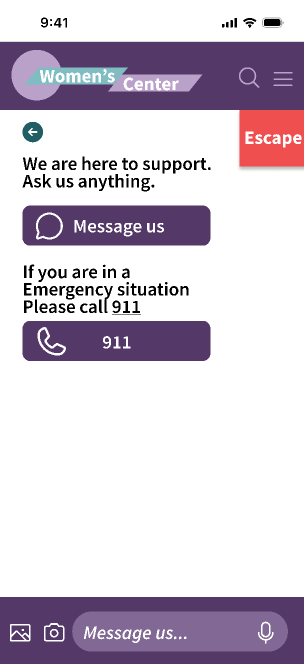 9:41
Women's
Center
Escape
We are here to support.
Ask us anything.
Message us
If you are in a
Emergency situation
Please call 911
911
Message us...